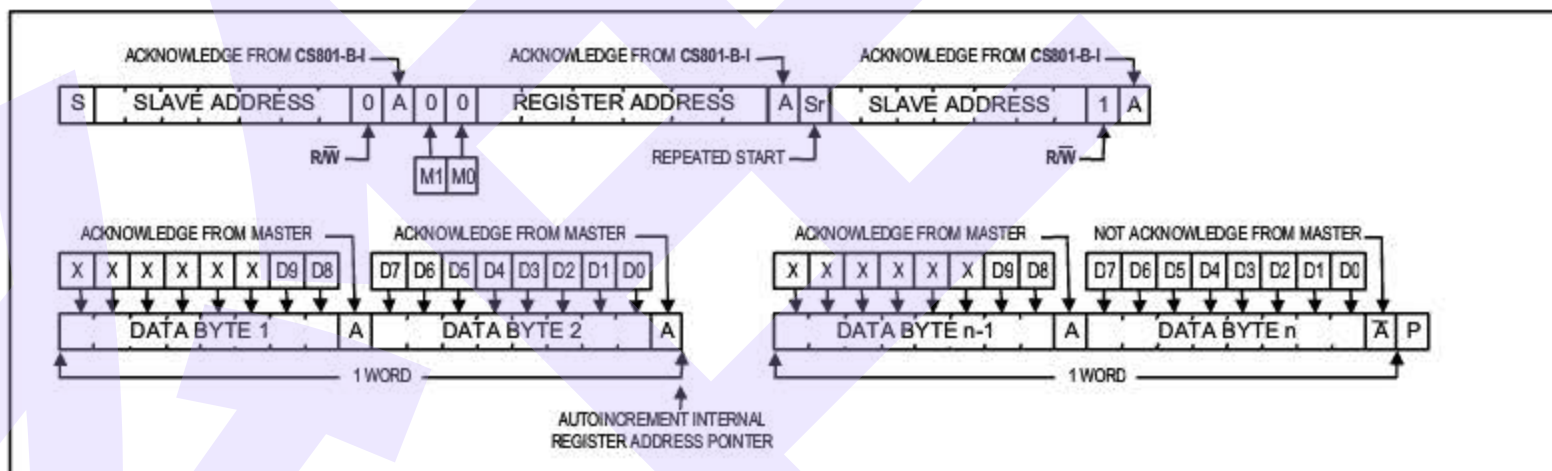 ACKNOWLEDGE FROM CS801-B-I ACKNOWLEDGE FROM CS801-B-I ACKNOWLEDGE FROM CS801-B-I
S SLAVE ADDRESS 0 A 0 0 REGISTER ADDRESS A Sr SLAVE ADDRESS 1 A
R/W̅ REPEATED START R/W̅
M1 M0
ACKNOWLEDGE FROM MASTER ACKNOWLEDGE FROM MASTER ACKNOWLEDGE FROM MASTER NOT ACKNOWLEDGE FROM MASTER
X X X X X X D9 D8 D7 D6 D5 D4 D3 D2 D1 D0 X X X X X X D9 D8 D7 D6 D5 D4 D3 D2 D1 D0
DATA BYTE 1 A DATA BYTE 2 A DATA BYTE n-1 A DATA BYTE n A̅ P
1 WORD 1 WORD
AUTOINCREMENT INTERNAL
REGISTER ADDRESS POINTER